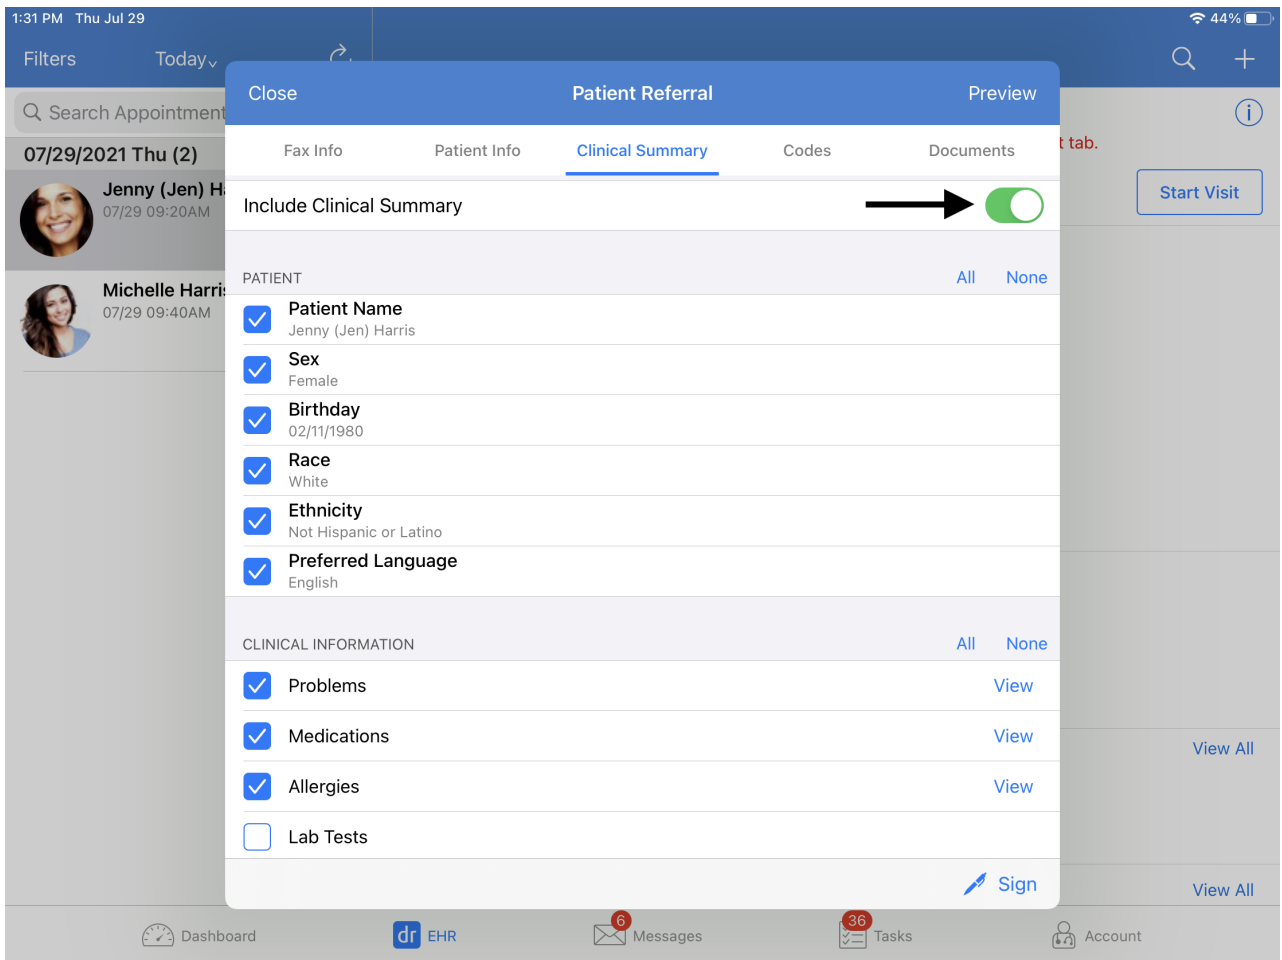 1:31 PM Thu Jul 29
44%
Filters
Today
Close
Patient Referral
Preview
Search Appointment
Fax Info
Patient Info
Clinical Summary
Codes
Documents
t tab.
07/29/2021 Thu (2)
Jenny (Jen) Ha
07/29 09:20AM
Start Visit
Include Clinical Summary
PATIENT
All
None
Michelle Harris
07/29 09:40AM
Patient Name
Jenny (Jen) Harris
Sex
Female
Birthday
02/11/1980
Race
White
Ethnicity
Not Hispanic or Latino
Preferred Language
English
CLINICAL INFORMATION
All
None
Problems
View
Medications
View
View All
Allergies
View
Lab Tests
Sign
View All
Dashboard
dr EHR
6
Messages
36
Tasks
Account